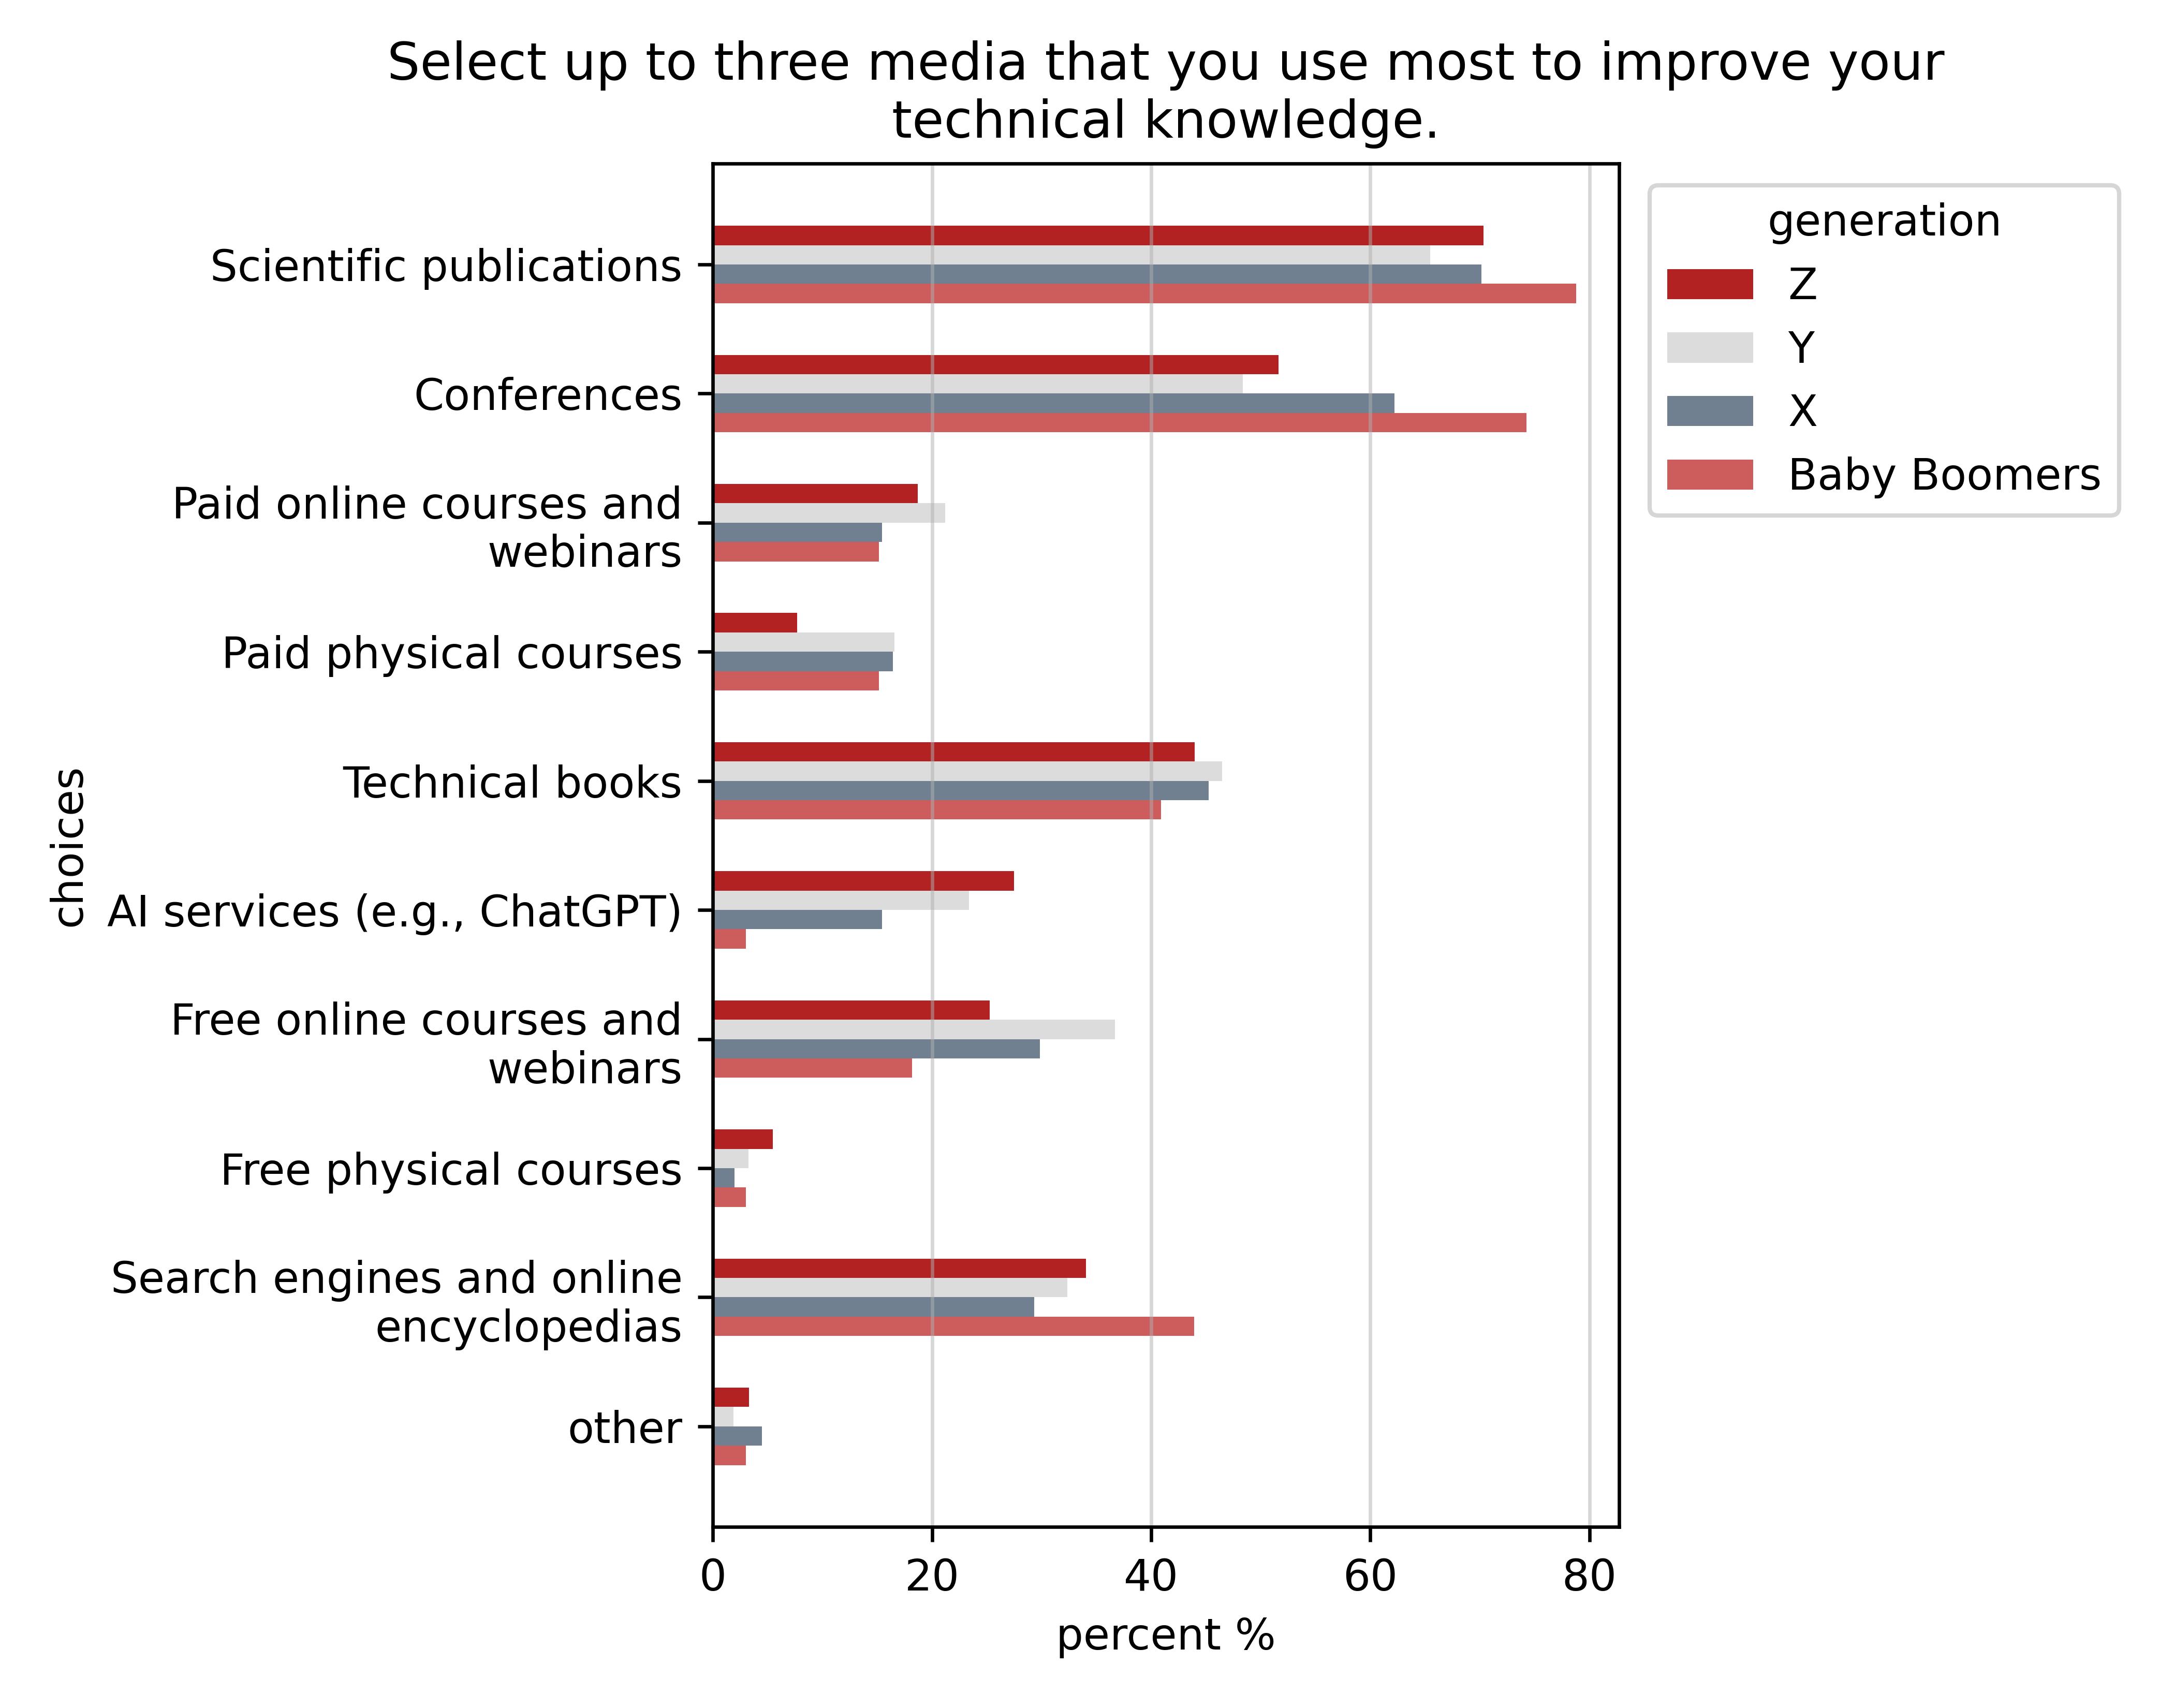 Select up to three media that you use most to improve your
technical knowledge.
generation
Z
Y
X
Baby Boomers
choices
Scientific publications
Conferences
Paid online courses and
webinars
Paid physical courses
Technical books
AI services (e.g., ChatGPT)
Free online courses and
webinars
Free physical courses
Search engines and online
encyclopedias
other
0 20 40 60 80
percent %